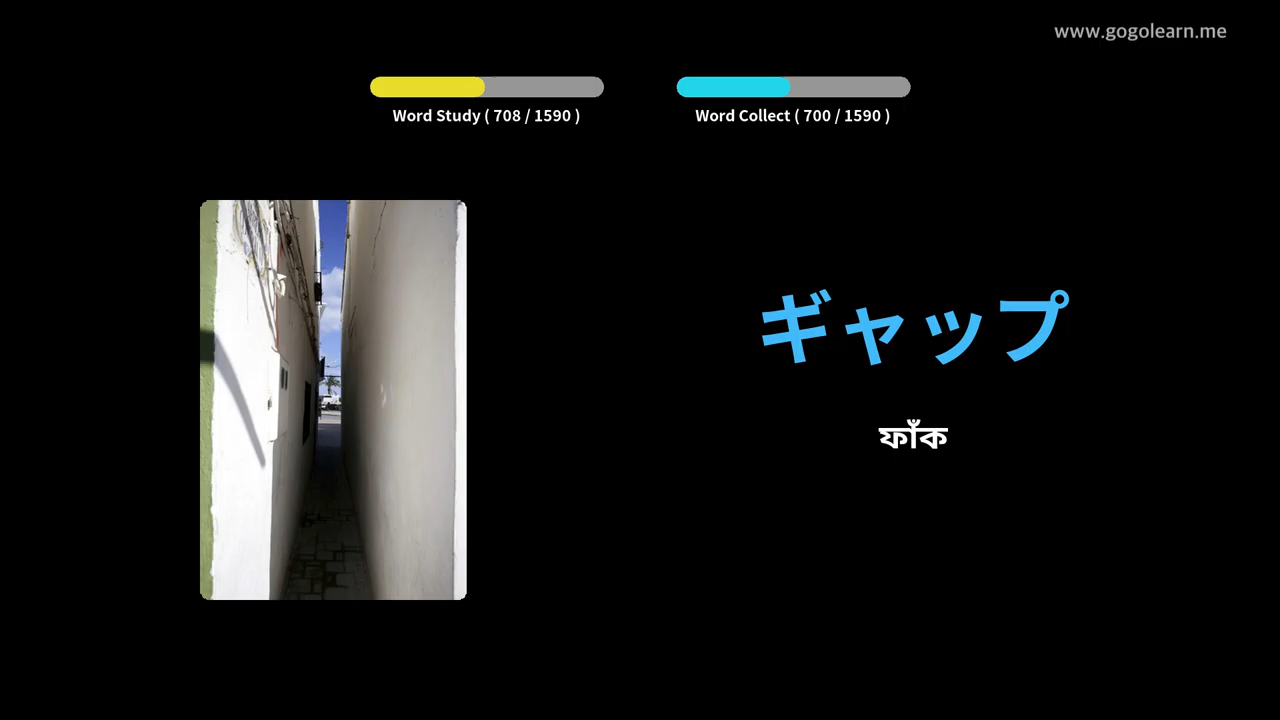 www.gogolearn.me
Word Study ( 708 / 1590 )
Word Collect ( 700 / 1590 )
ギャップ
ফাঁক